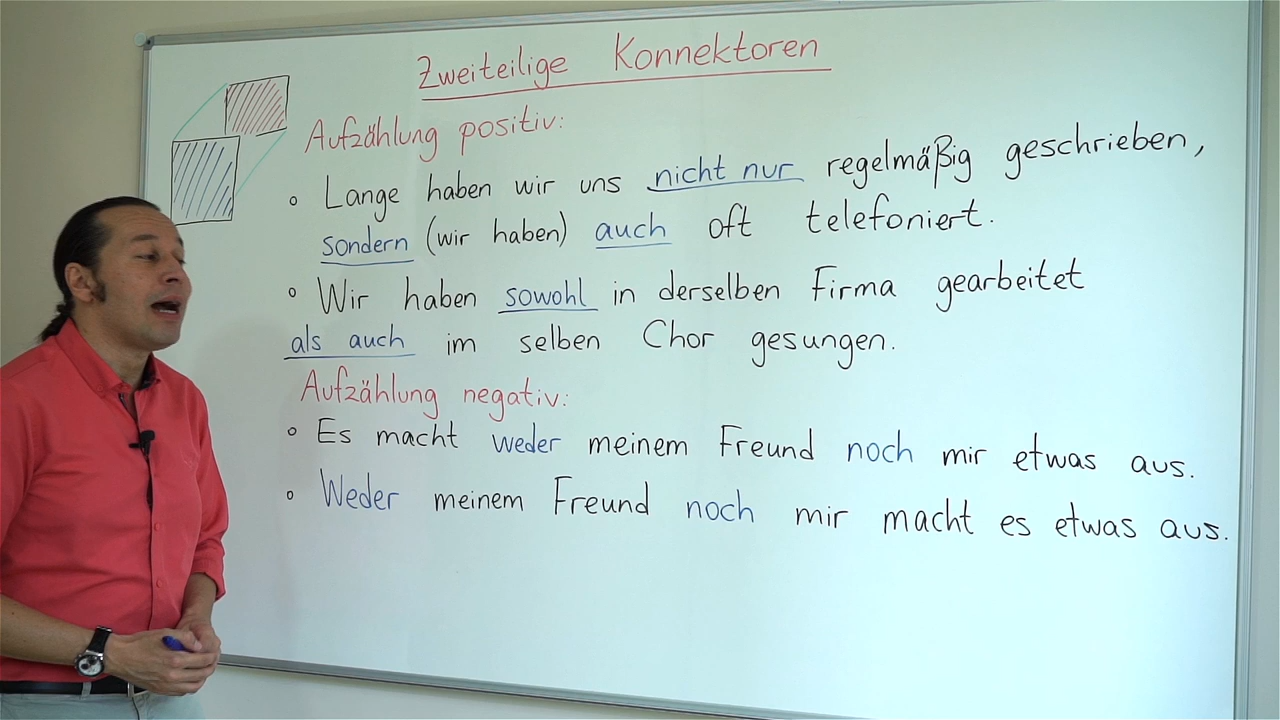 Zweiteilige Konnektoren
Aufzählung positiv:
Lange haben wir uns nicht nur regelmäßig geschrieben,
sondern (wir haben) auch oft telefoniert.
Wir haben sowohl in derselben Firma gearbeitet
als auch im selben Chor gesungen.
Aufzählung negativ:
Es macht weder meinem Freund noch mir etwas aus.
Weder meinem Freund noch mir macht es etwas aus.